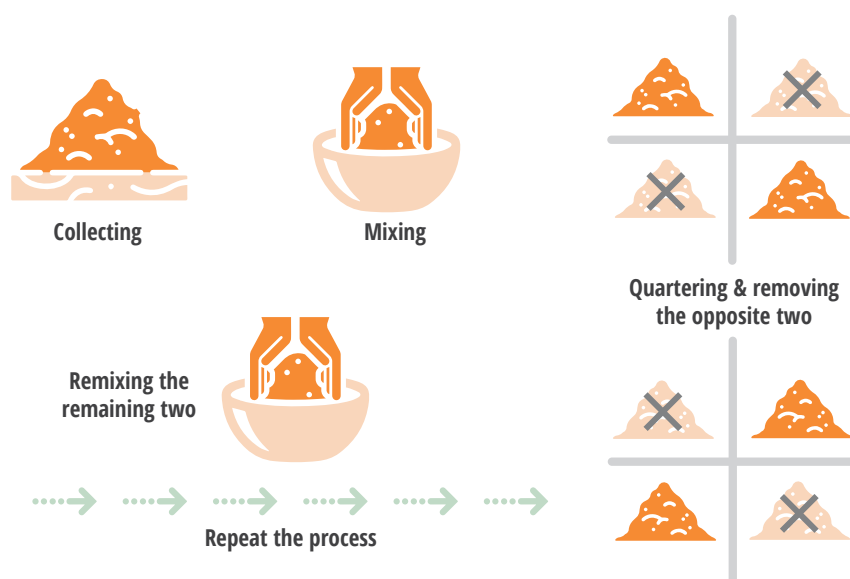 Collecting
Mixing
Quartering & removing
the opposite two
Remixing the
remaining two
Repeat the process